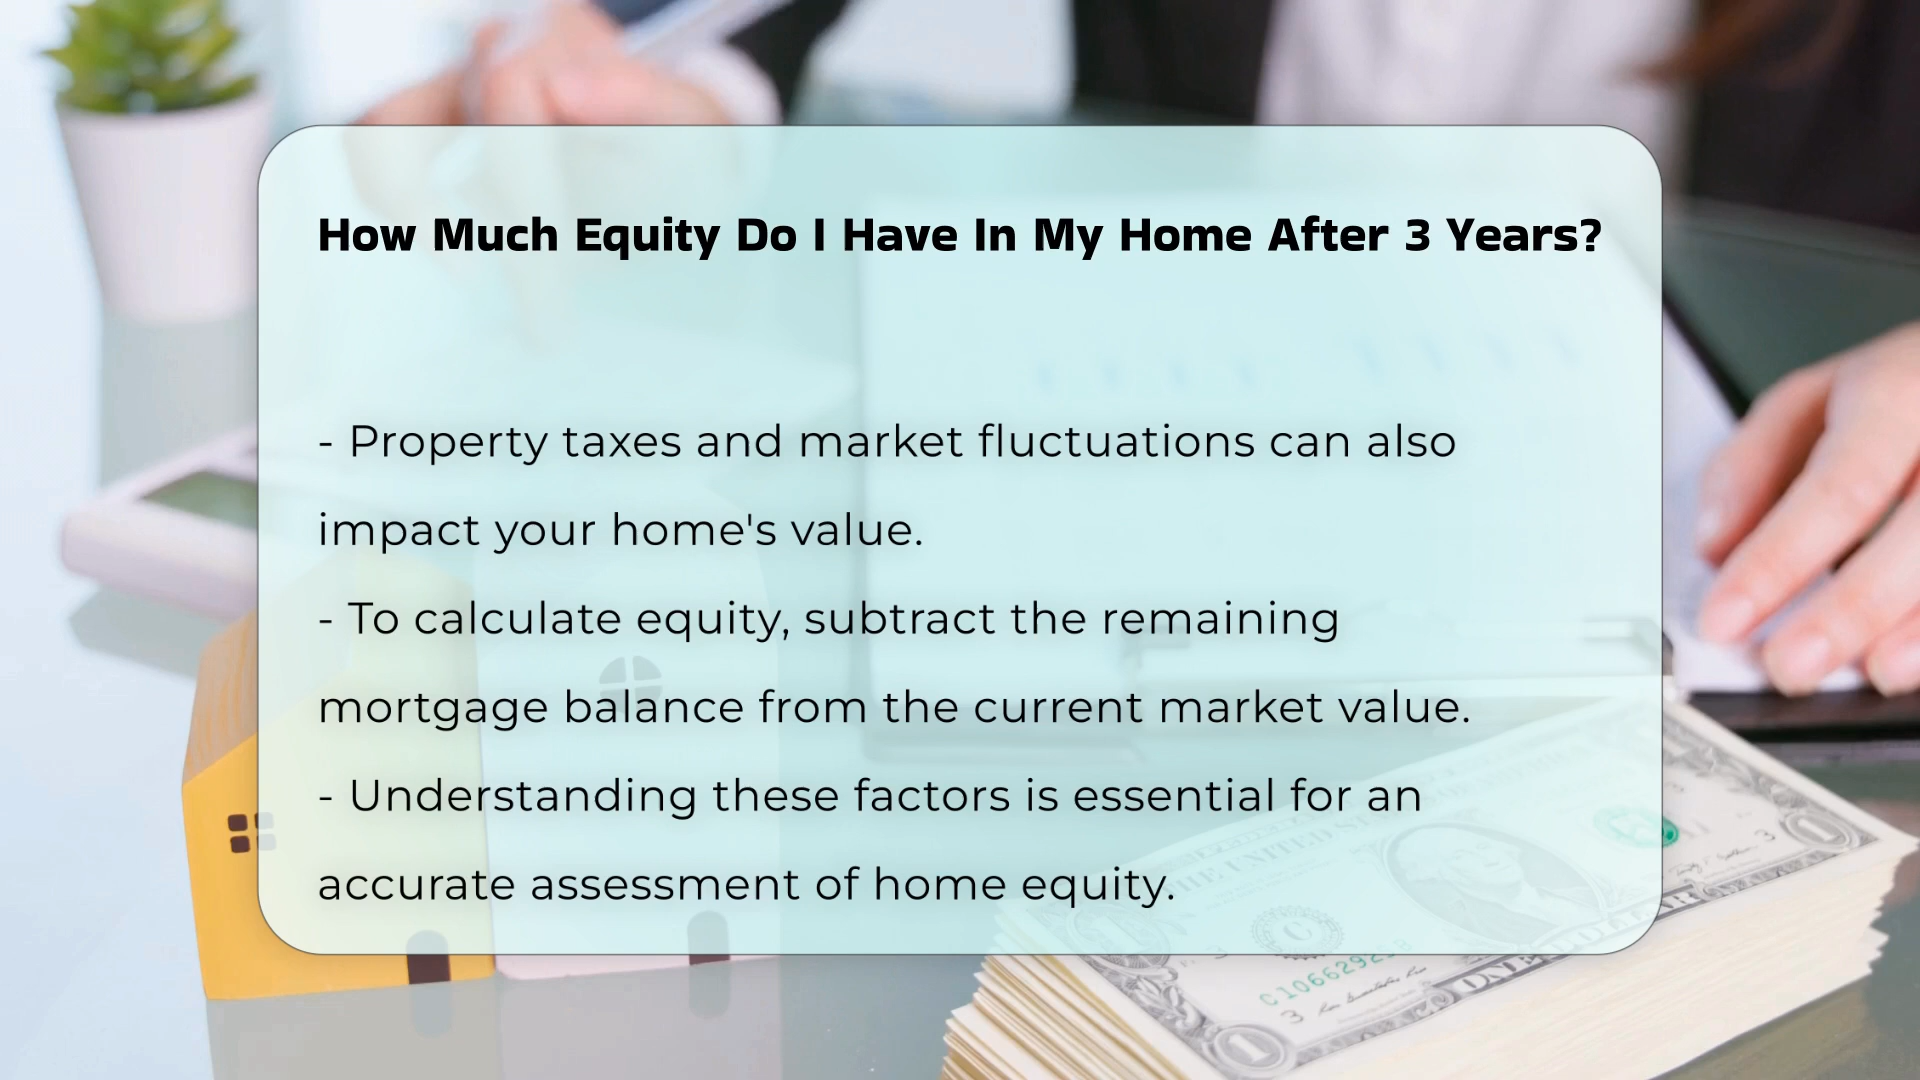 How Much Equity Do I Have In My Home After 3 Years?
- Property taxes and market fluctuations can also
impact your home's value.
- To calculate equity, subtract the remaining
mortgage balance from the current market value.
- Understanding these factors is essential for an
accurate assessment of home equity.